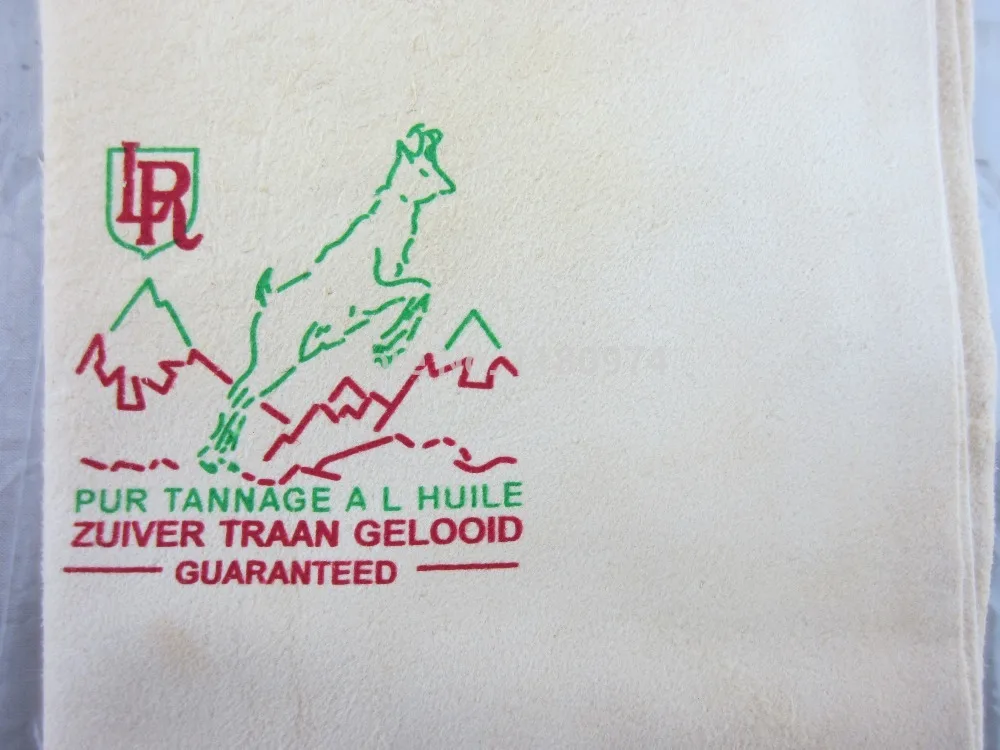 LR
PUR TANNAGE A L HUILE
ZUIVER TRAAN GELOOID
GUARANTEED